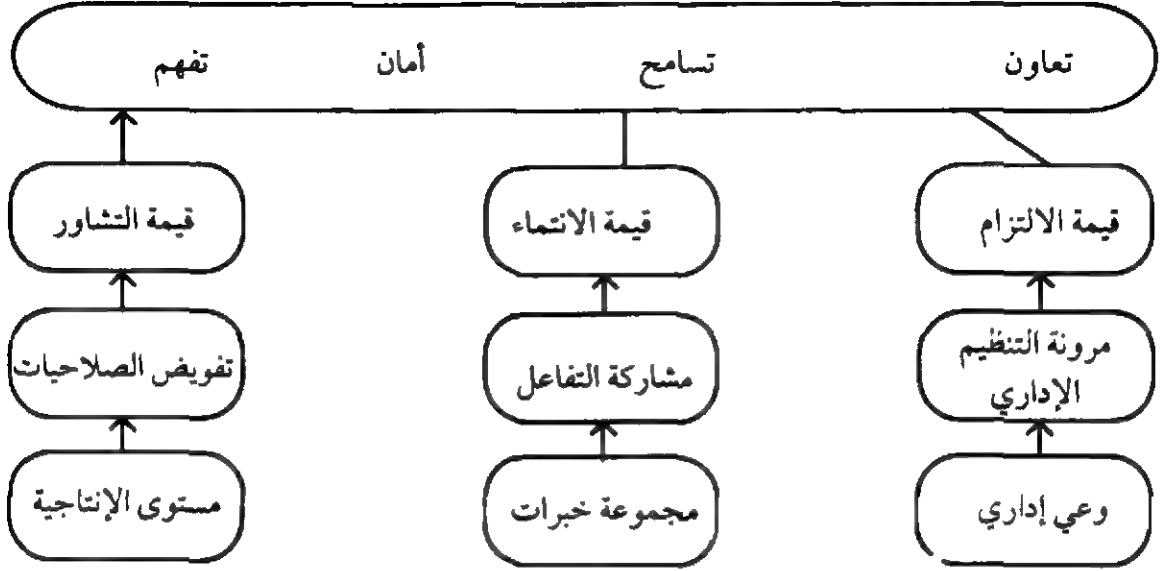 تعاون تسامح أمان تفهم
قيمة الالتزام
قيمة الانتماء
قيمة التشاور
مرونة التنظيم
الإداري
مشاركة التفاعل
تفويض الصلاحيات
وعي إداري
مجموعة خبرات
مستوى الإنتاجية